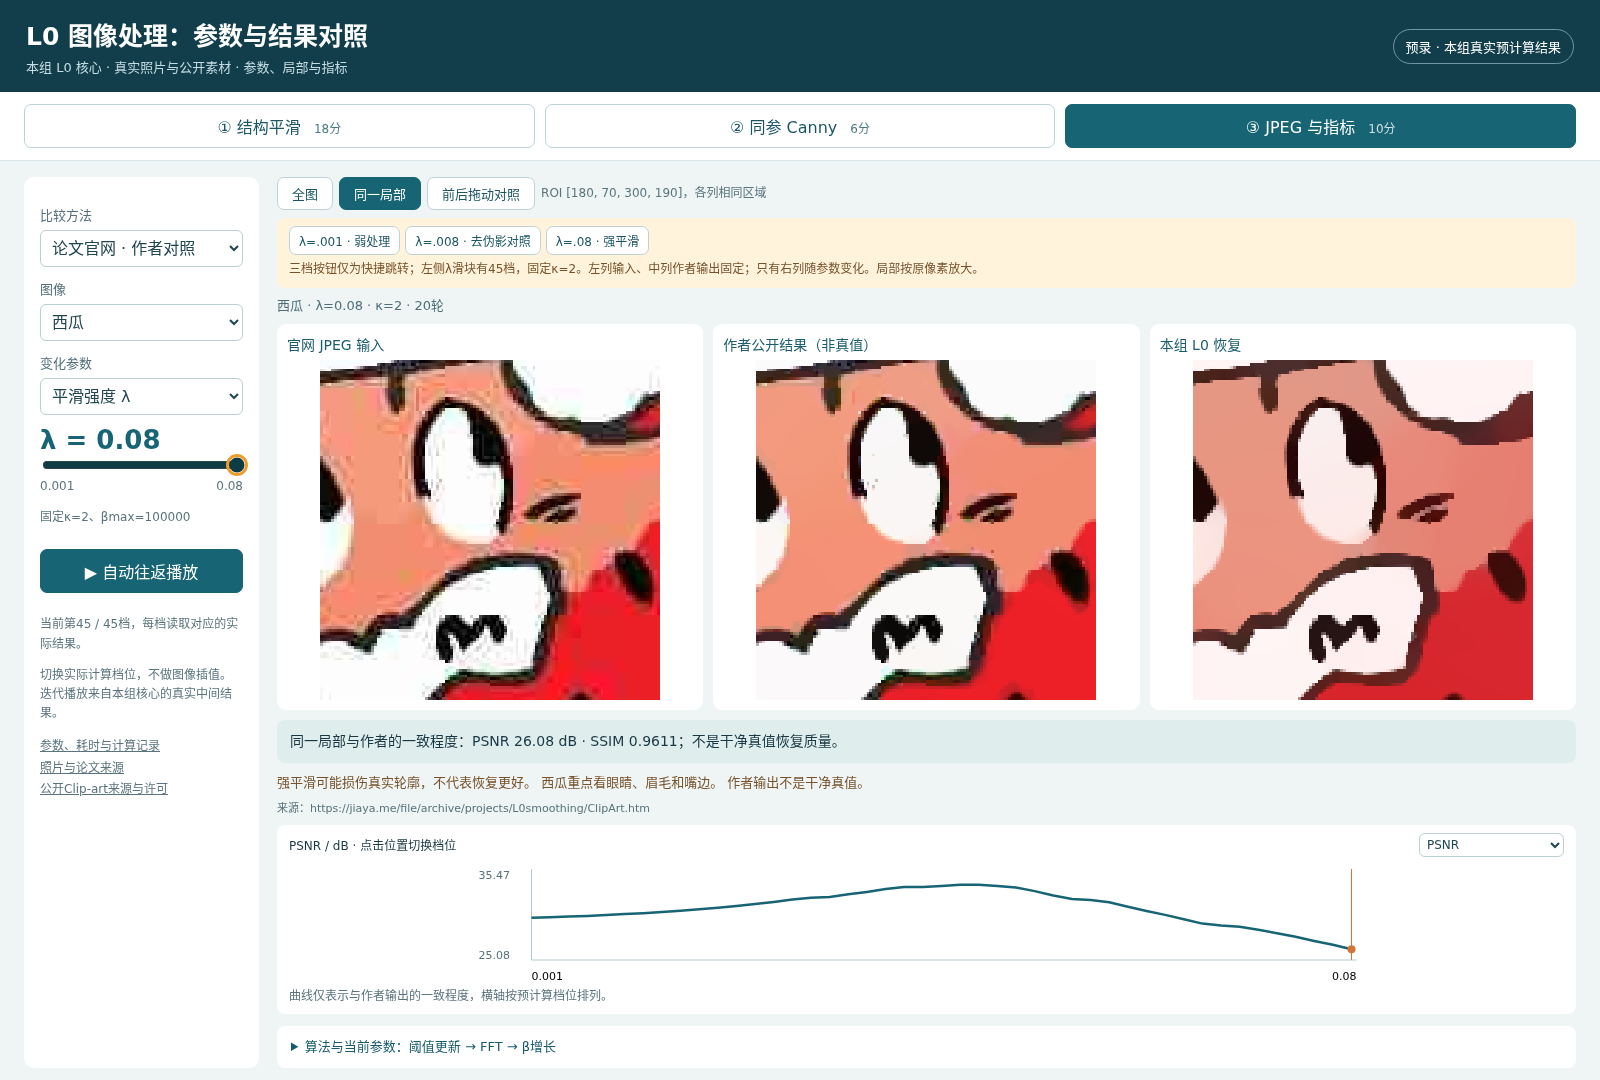 L0 图像处理：参数与结果对照
本组 L0 核心 · 真实照片与公开素材 · 参数、局部与指标
预录 · 本组真实预计算结果
① 结构平滑 18分
② 同参 Canny 6分
③ JPEG 与指标 10分
比较方法
论文官网 · 作者对照
图像
西瓜
变化参数
平滑强度 λ
λ = 0.08
0.001 0.08
固定κ=2、βmax=100000
▶ 自动往返播放
当前第45 / 45档，每档读取对应的实
际结果。
切换实际计算档位，不做图像插值。
迭代播放来自本组核心的真实中间结
果。
参数、耗时与计算记录
照片与论文来源
公开Clip-art来源与许可
全图 同一局部 前后拖动对照 ROI [180, 70, 300, 190]，各列相同区域
λ=.001 · 弱处理 λ=.008 · 去伪影对照 λ=.08 · 强平滑
三档按钮仅为快捷跳转；左侧λ滑块有45档，固定κ=2。左列输入、中列作者输出固定；只有右列随参数变化。局部按原像素放大。
西瓜 · λ=0.08 · κ=2 · 20轮
官网 JPEG 输入
作者公开结果（非真值）
本组 L0 恢复
同一局部与作者的一致程度：PSNR 26.08 dB · SSIM 0.9611；不是干净真值恢复质量。
强平滑可能损伤真实轮廓，不代表恢复更好。 西瓜重点看眼睛、眉毛和嘴边。 作者输出不是干净真值。
来源：https://jiaya.me/file/archive/projects/L0smoothing/ClipArt.htm
PSNR / dB · 点击位置切换档位
PSNR
35.47
25.08
0.001 0.08
曲线仅表示与作者输出的一致程度，横轴按预计算档位排列。
▶ 算法与当前参数：阈值更新 → FFT → β增长